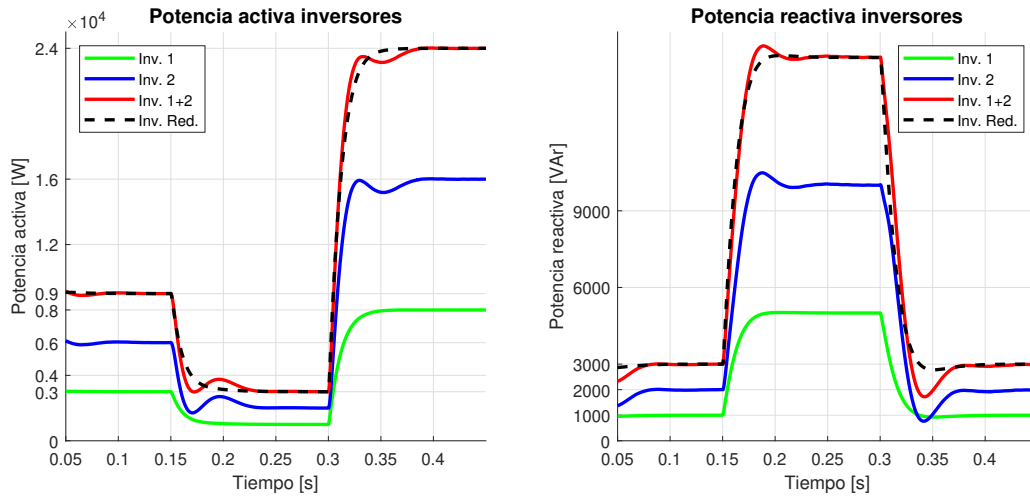 Potencia activa inversores
×10⁴
2.4
1.6
1.2
0.9
0.8
0.6
0.4
0.3
0
Potencia activa [W]
Inv. 1
Inv. 2
Inv. 1+2
Inv. Red.
0.05 0.1 0.15 0.2 0.25 0.3 0.35 0.4
Tiempo [s]
Potencia reactiva inversores
9000
6000
3000
2000
1000
0
Potencia reactiva [VAr]
Inv. 1
Inv. 2
Inv. 1+2
Inv. Red.
0.05 0.1 0.15 0.2 0.25 0.3 0.35 0.4
Tiempo [s]